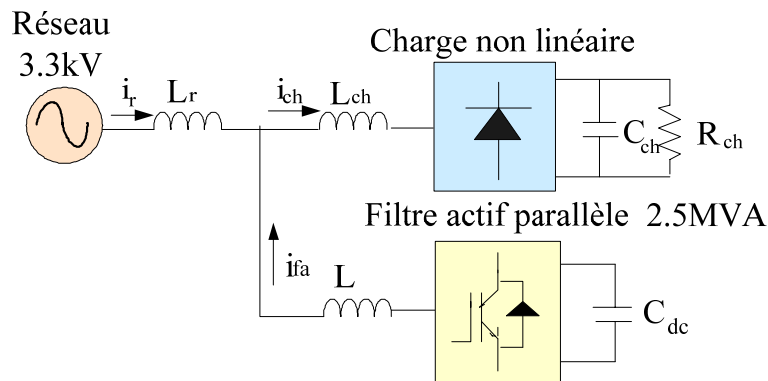 Réseau
3.3kV
Charge non linéaire
ir
Lr
ich
Lch
Cch
Rch
Filtre actif parallèle 2.5MVA
ifa
L
Cdc